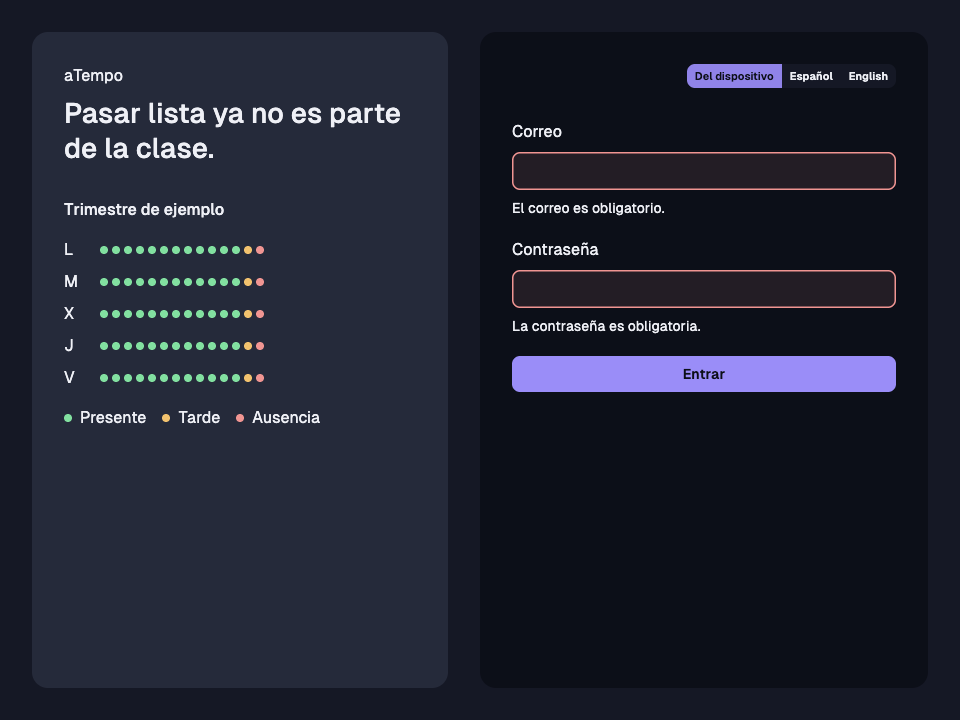 aTempo
Pasar lista ya no es parte
de la clase.
Trimestre de ejemplo
L
M
X
J
V
Presente Tarde Ausencia
Del dispositivo Español English
Correo
El correo es obligatorio.
Contraseña
La contraseña es obligatoria.
Entrar